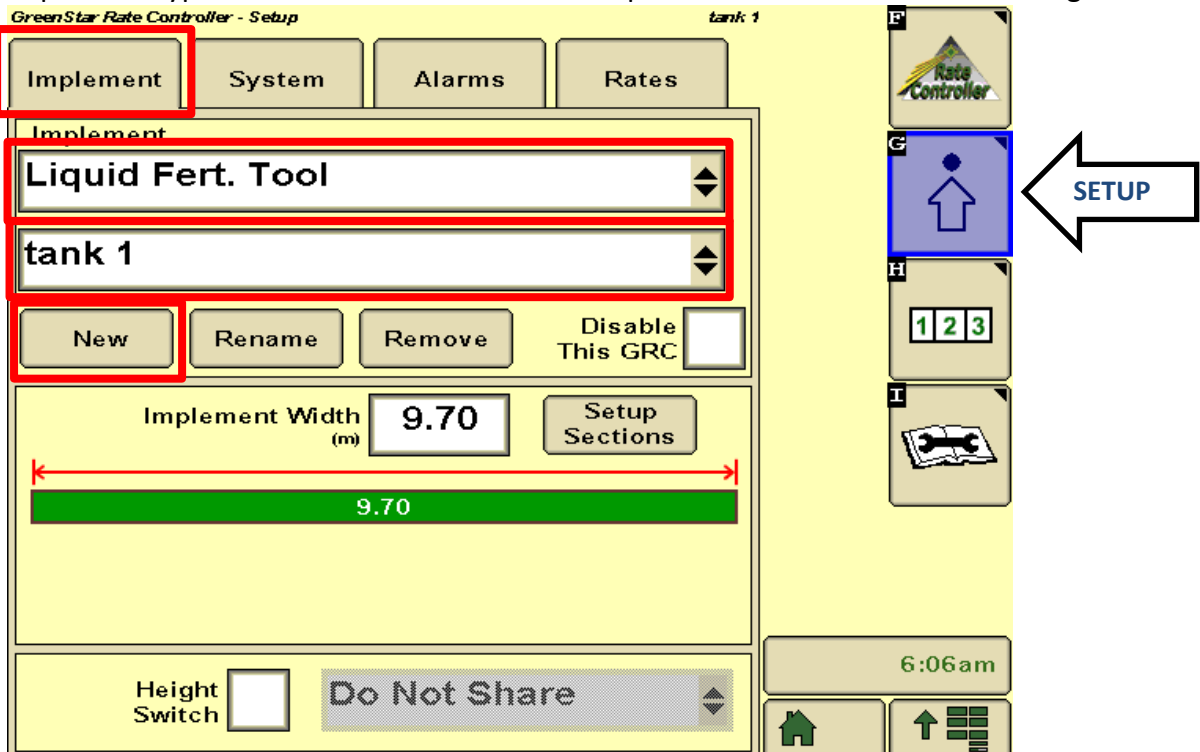 GreenStar Rate Controller - Setup tank 1
F
Implement System Alarms Rates
Rate
Controller
Implement
G
Liquid Fert. Tool
SETUP
tank 1
H
New Rename Remove Disable
This GRC
1 2 3
I
Implement Width 9.70 Setup
(m) Sections
9.70
6:06am
Height Do Not Share
Switch